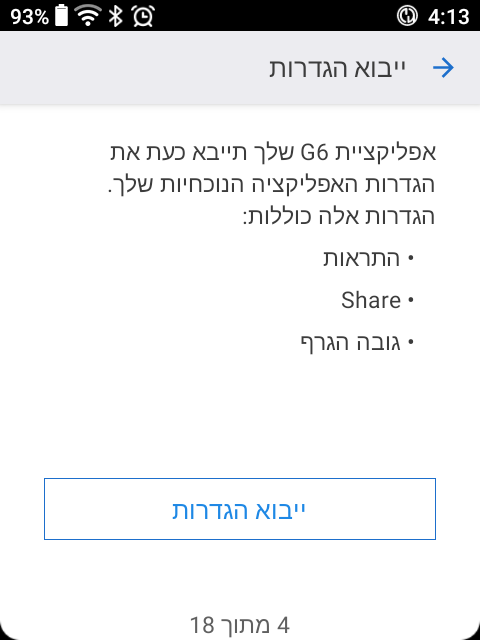 93% 4:13
ייבוא הגדרות
אפליקציית G6 שלך תייבא כעת את
הגדרות האפליקציה הנוכחיות שלך.
הגדרות אלה כוללות:
• התראות
• Share
• גובה הגרף
ייבוא הגדרות
4 מתוך 18